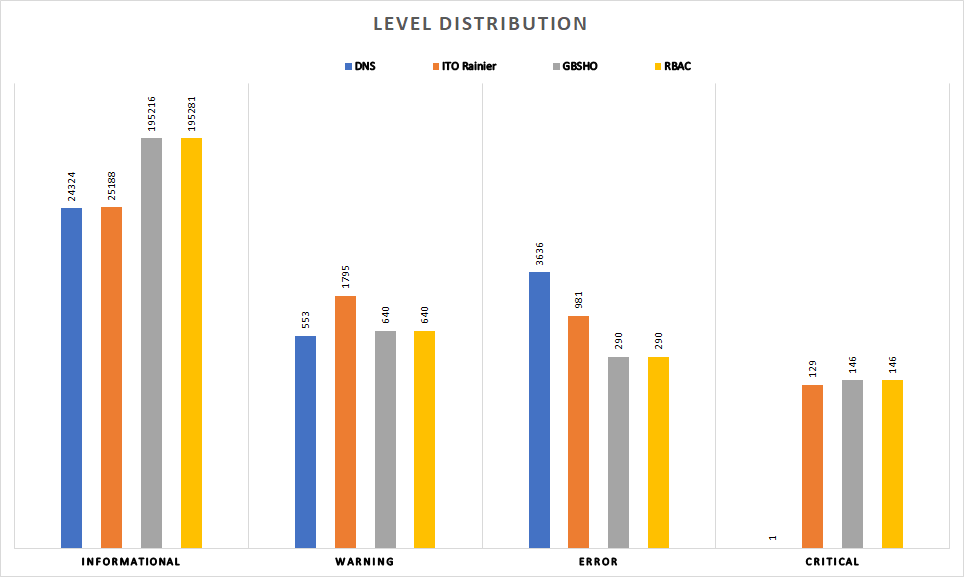 LEVEL DISTRIBUTION
DNS ITO Rainier GBSHO RBAC
24324 25188 195216 195281
553 1795 640 640
3636 981 290 290
1 129 146 146
INFORMATIONAL WARNING ERROR CRITICAL